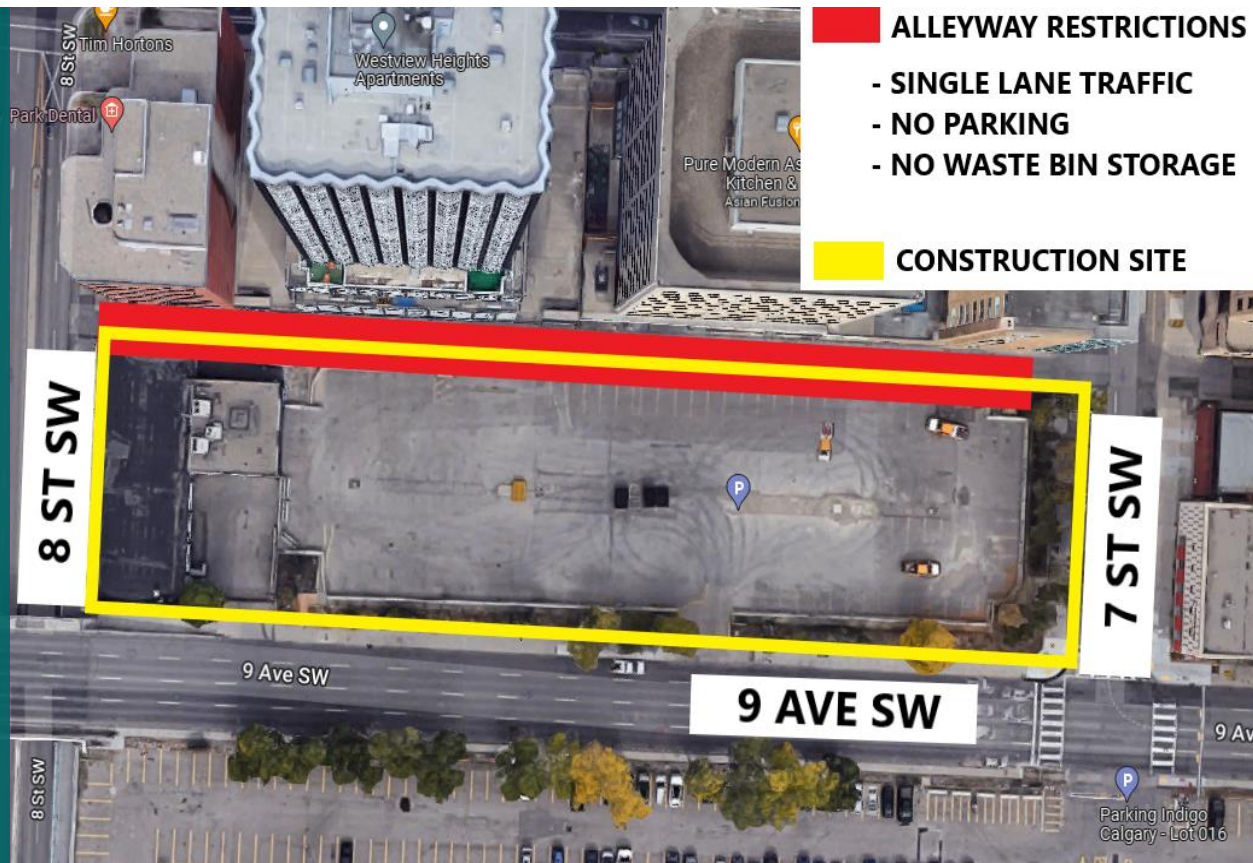 Tim Hortons
8 St SW
Park Dental
Westview Heights
Apartments
Pure Modern As
Kitchen &
Asian Fusion
ALLEYWAY RESTRICTIONS
- SINGLE LANE TRAFFIC
- NO PARKING
- NO WASTE BIN STORAGE
CONSTRUCTION SITE
8 ST SW
7 ST SW
P
9 Ave SW
9 AVE SW
9 Av
8 St SW
P
Parking Indigo
Calgary - Lot 016